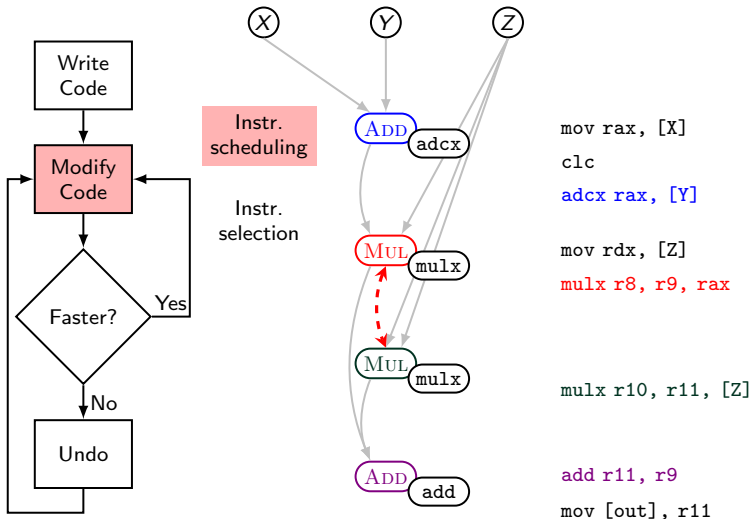 Write
Code
Modify
Code
Faster?
Yes
No
Undo
Instr.
scheduling
Instr.
selection
X
Y
Z
ADD
adcx
MUL
mulx
MUL
mulx
ADD
add
mov rax, [X]
clc
adcx rax, [Y]
mov rdx, [Z]
mulx r8, r9, rax
mulx r10, r11, [Z]
add r11, r9
mov [out], r11